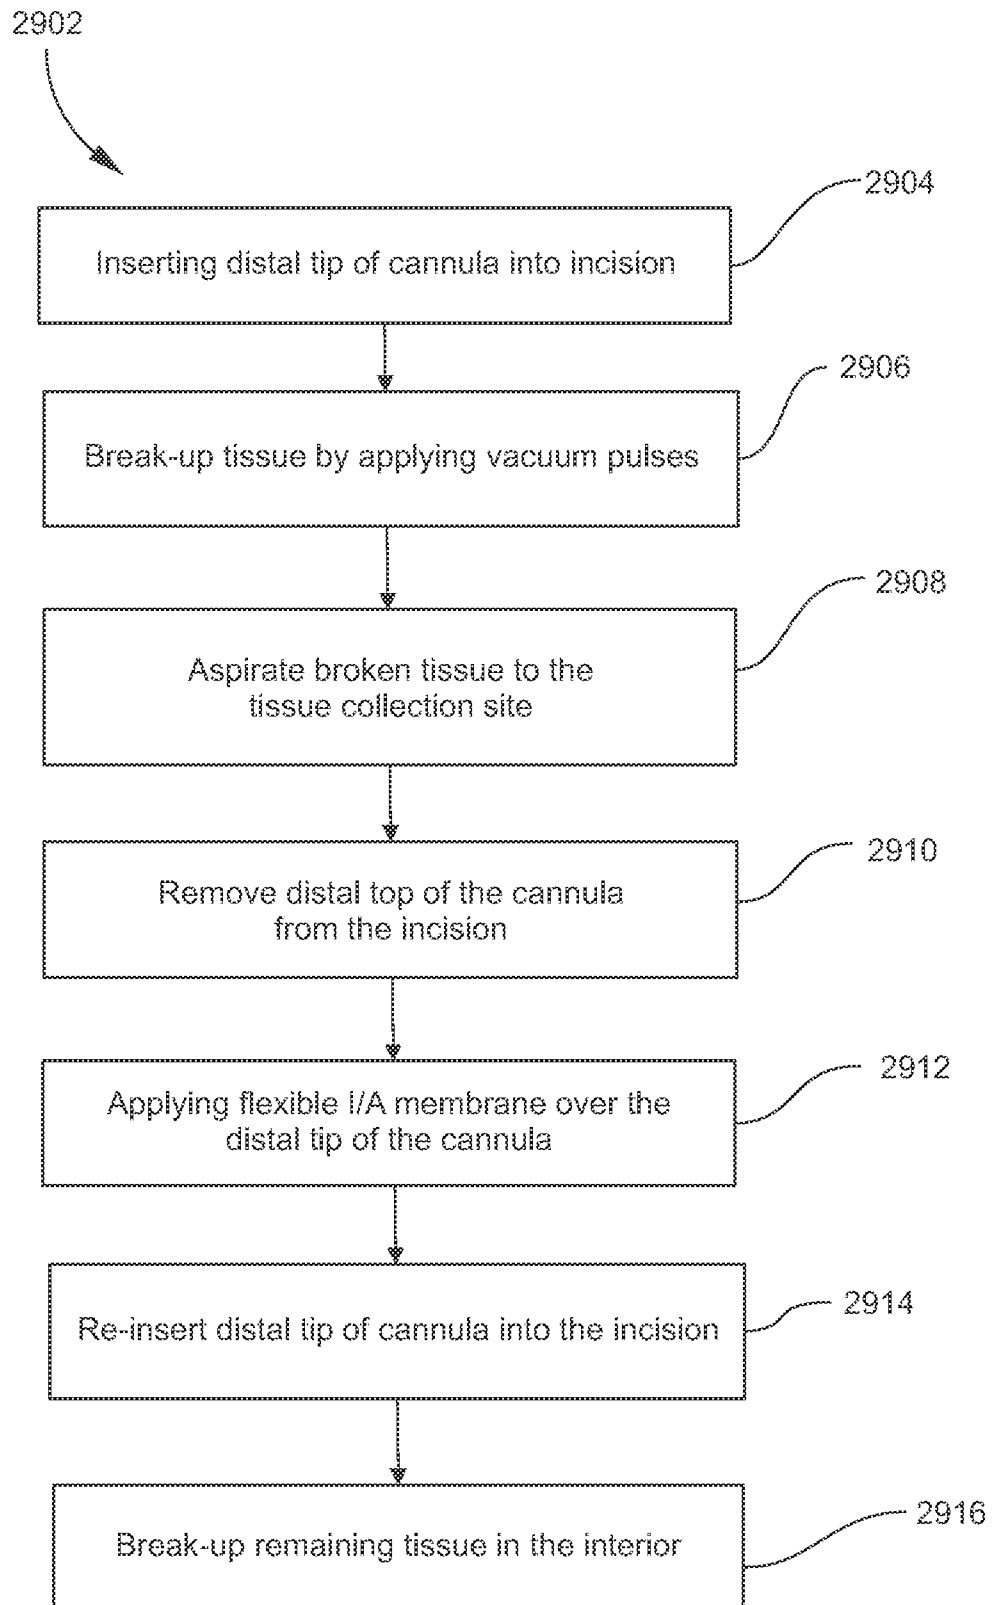 2902
2904
Inserting distal tip of cannula into incision
2906
Break-up tissue by applying vacuum pulses
2908
Aspirate broken tissue to the
tissue collection site
2910
Remove distal top of the cannula
from the incision
2912
Applying flexible I/A membrane over the
distal tip of the cannula
2914
Re-insert distal tip of cannula into the incision
2916
Break-up remaining tissue in the interior